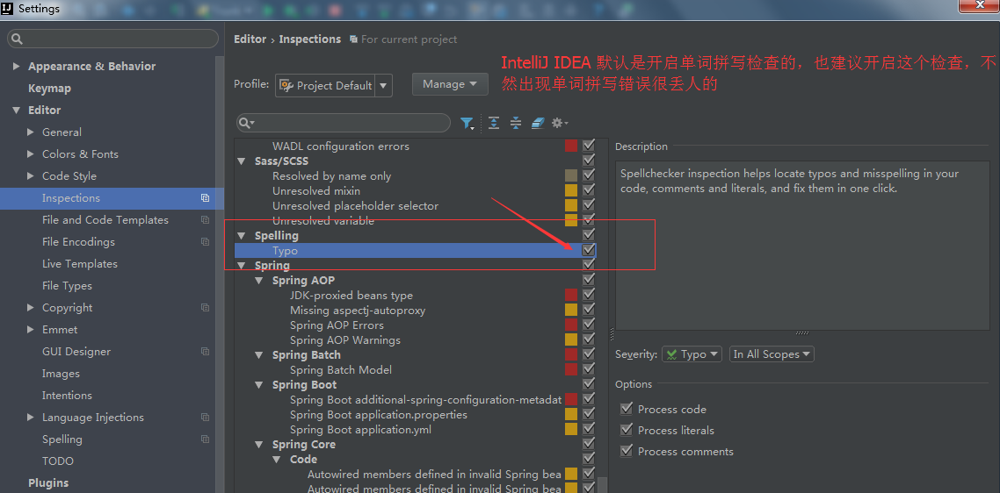 Settings
Appearance & Behavior
Keymap
Editor
General
Colors & Fonts
Code Style
Inspections
File and Code Templates
File Encodings
Live Templates
File Types
Copyright
Emmet
GUI Designer
Images
Intentions
Language Injections
Spelling
TODO
Plugins
Editor › Inspections For current project
IntelliJ IDEA 默认是开启单词拼写检查的，也建议开启这个检查，不
然出现单词拼写错误很丢人的
Profile: Project Default Manage
WADL configuration errors
Sass/SCSS
Resolved by name only
Unresolved mixin
Unresolved placeholder selector
Unresolved variable
Spelling
Typo
Spring
Spring AOP
JDK-proxied beans type
Missing aspectj-autoproxy
Spring AOP Errors
Spring AOP Warnings
Spring Batch
Spring Batch Model
Spring Boot
Spring Boot additional-spring-configuration-metadat
Spring Boot application.properties
Spring Boot application.yml
Spring Core
Code
Autowired members defined in invalid Spring bea
Autowired members defined in invalid Spring bea
Description
Spellchecker inspection helps locate typos and misspelling in your
code, comments and literals, and fix them in one click.
Severity: Typo In All Scopes
Options
Process code
Process literals
Process comments